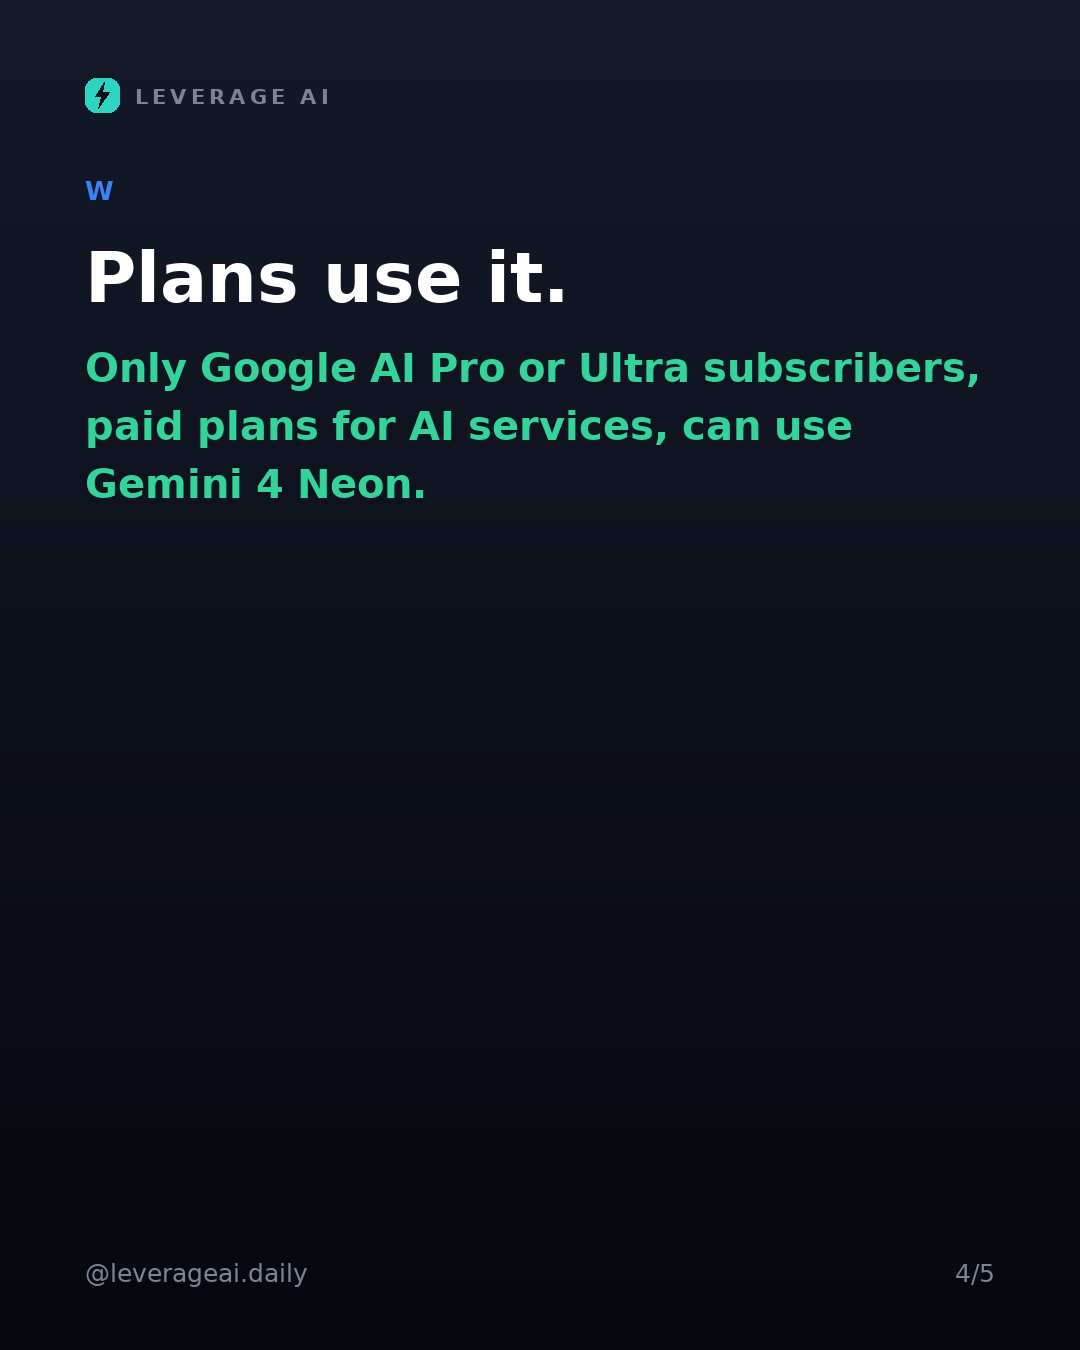 LEVERAGE AI
W
Plans use it.
Only Google AI Pro or Ultra subscribers,
paid plans for AI services, can use
Gemini 4 Neon.
@leverageai.daily
4/5